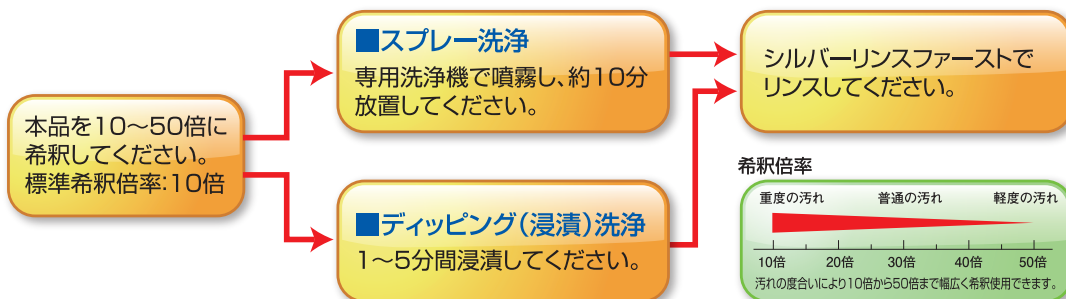 本品を10～50倍に
希釈してください。
標準希釈倍率:10倍
■スプレー洗浄
専用洗浄機で噴霧し、約10分
放置してください。
■ディッピング(浸漬)洗浄
1～5分間浸漬してください。
シルバーリンスファーストで
リンスしてください。
希釈倍率
重度の汚れ 普通の汚れ 軽度の汚れ
10倍 20倍 30倍 40倍 50倍
汚れの度合いにより10倍から50倍まで幅広く希釈使用できます。